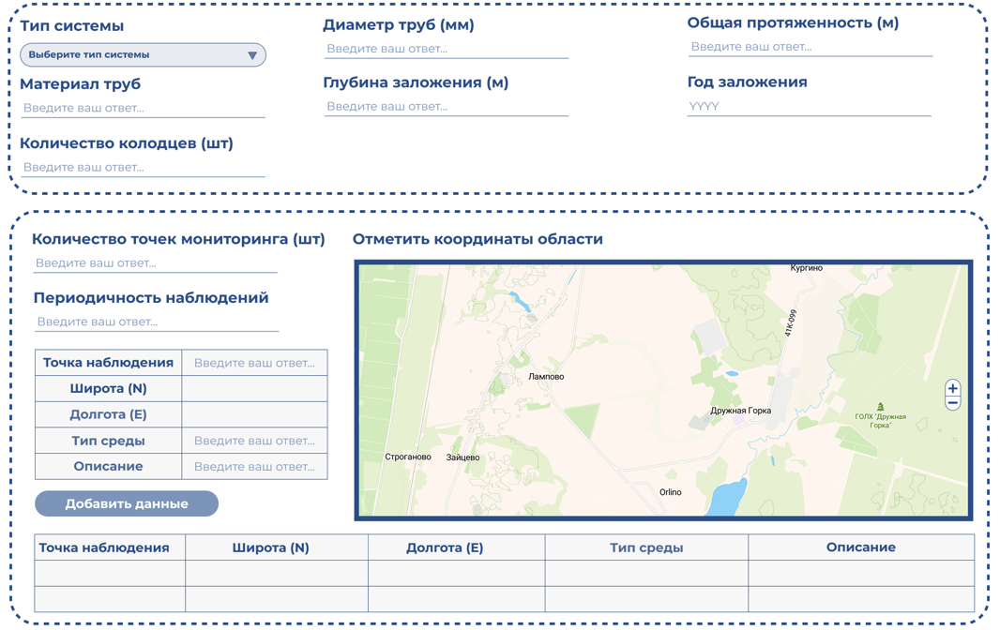 Тип системы
Диаметр труб (мм)
Общая протяженность (м)
Выберите тип системы
Введите ваш ответ...
Введите ваш ответ...
Материал труб
Глубина заложения (м)
Год заложения
Введите ваш ответ...
Введите ваш ответ...
YYYY
Количество колодцев (шт)
Введите ваш ответ...
Количество точек мониторинга (шт)
Введите ваш ответ...
Периодичность наблюдений
Введите ваш ответ...
Точка наблюдения Введите ваш ответ...
Широта (N)
Долгота (E)
Тип среды Введите ваш ответ...
Описание Введите ваш ответ...
Добавить данные
Отметить координаты области
Кургино
41К-099
Лампово
Дружная Горка
ГОЛХ "Дружная
Горка"
Строганово
Зайцево
Orlino
+
−
Точка наблюдения Широта (N) Долгота (E) Тип среды Описание